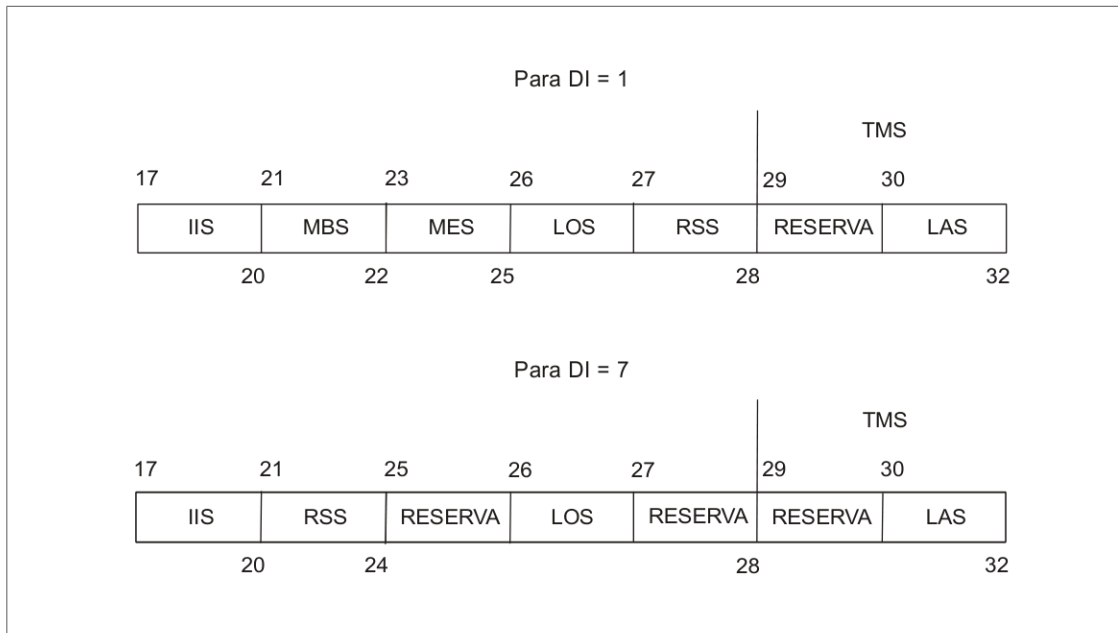 Para DI = 1
TMS
17 21 23 26 27 29 30
IIS MBS MES LOS RSS RESERVA LAS
20 22 25 28 32
Para DI = 7
TMS
17 21 25 26 27 29 30
IIS RSS RESERVA LOS RESERVA RESERVA LAS
20 24 28 32